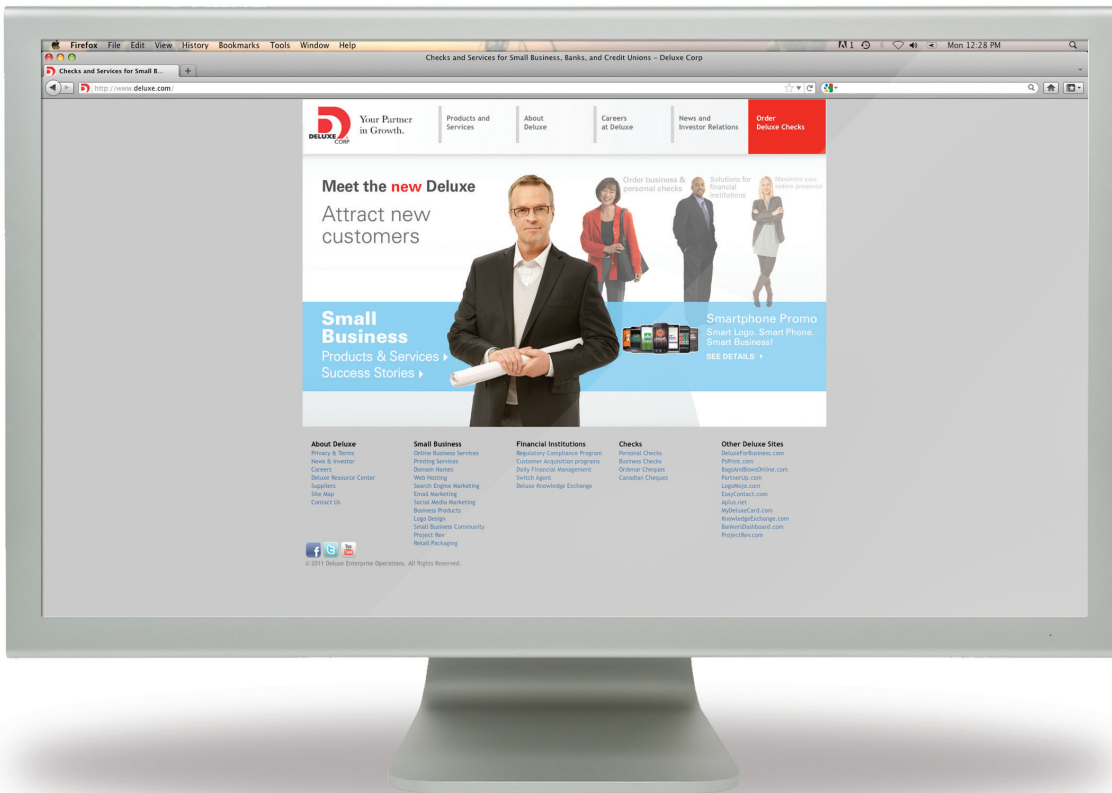 Firefox File Edit View History Bookmarks Tools Window Help
1 Mon 12:28 PM
Checks and Services for Small Business, Banks, and Credit Unions – Deluxe Corp
Checks and Services for Small B...
http://www.deluxe.com/
DELUXE
CORP
Your Partner
in Growth.
Products and
Services
About
Deluxe
Careers
at Deluxe
News and
Investor Relations
Order
Deluxe Checks
Meet the new Deluxe
Attract new
customers
Order business &
personal checks
Solutions for
financial
institutions
Maximize your
online presence
Small
Business
Products & Services
Success Stories
Smartphone Promo
Smart Logo. Smart Phone.
Smart Business!
SEE DETAILS
About Deluxe
Privacy & Terms
News & Investor
Careers
Deluxe Resource Center
Suppliers
Site Map
Contact Us
Small Business
Online Business Services
Printing Services
Domain Names
Web Hosting
Search Engine Marketing
Email Marketing
Social Media Marketing
Business Products
Logo Design
Small Business Community
Project Rev
Retail Packaging
Financial Institutions
Regulatory Compliance Program
Customer Acquisition programs
Daily Financial Management
Switch Agent
Deluxe Knowledge Exchange
Checks
Personal Checks
Business Checks
Ordenar Cheques
Canadian Cheques
Other Deluxe Sites
DeluxeForBusiness.com
PsPrint.com
BagsAndBowsOnline.com
PartnerUp.com
LogoMojo.com
EasyContact.com
Aplus.net
MyDeluxeCard.com
KnowledgeExchange.com
BankersDashboard.com
ProjectRev.com
f
t
You
Tube
© 2011 Deluxe Enterprise Operations. All Rights Reserved.